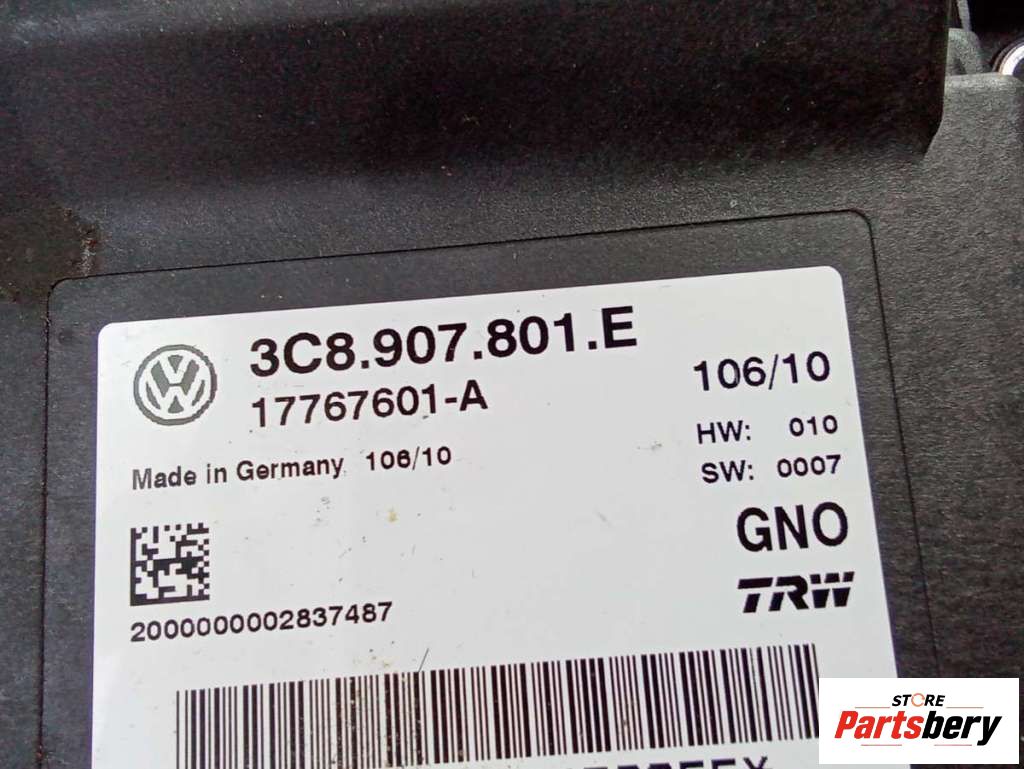 3C8.907.801.E
17767601-A
106/10
HW: 010
Made in Germany 106/10
SW: 0007
GNO
TRW
2000000002837487
STORE
Partsbery